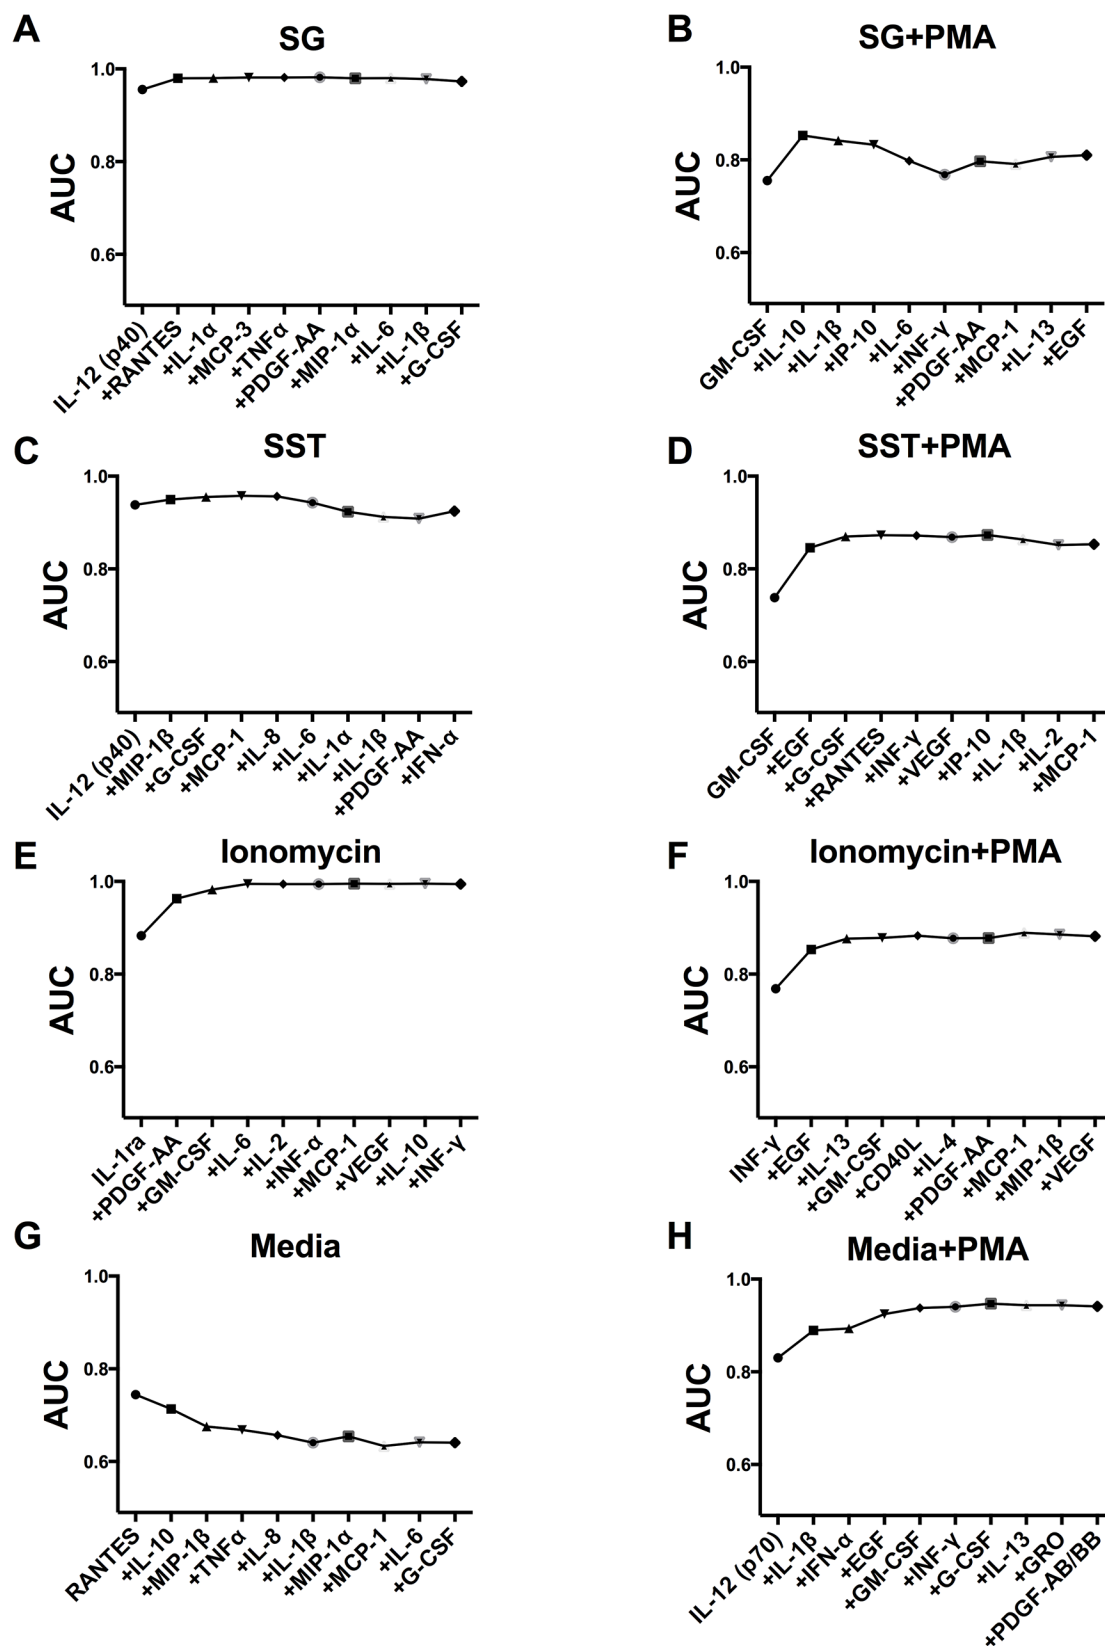 A
SG
AUC
1.0
0.8
0.6
IL-12 (p40)
+RANTES
+IL-1α
+MCP-3
+TNFα
+PDGF-AA
+MIP-1α
+IL-6
+IL-1β
+G-CSF
B
SG+PMA
AUC
1.0
0.8
0.6
GM-CSF
+IL-10
+IL-1β
+IP-10
+IL-6
+INF-γ
+PDGF-AA
+MCP-1
+IL-13
+EGF
C
SST
AUC
1.0
0.8
0.6
IL-12 (p40)
+MIP-1β
+G-CSF
+MCP-1
+IL-8
+IL-6
+IL-1α
+IL-1β
+PDGF-AA
+IFN-α
D
SST+PMA
AUC
1.0
0.8
0.6
GM-CSF
+EGF
+G-CSF
+RANTES
+INF-γ
+VEGF
+IP-10
+IL-1β
+IL-2
+MCP-1
E
Ionomycin
AUC
1.0
0.8
0.6
IL-1ra
+PDGF-AA
+GM-CSF
+IL-6
+IL-2
+INF-α
+MCP-1
+VEGF
+IL-10
+INF-γ
F
Ionomycin+PMA
AUC
1.0
0.8
0.6
INF-γ
+EGF
+IL-13
+GM-CSF
+CD40L
+IL-4
+PDGF-AA
+MCP-1
+MIP-1β
+VEGF
G
Media
AUC
1.0
0.8
0.6
RANTES
+IL-10
+MIP-1β
+TNFα
+IL-8
+IL-1β
+MIP-1α
+MCP-1
+IL-6
+G-CSF
H
Media+PMA
AUC
1.0
0.8
0.6
IL-12 (p70)
+IL-1β
+IFN-α
+EGF
+GM-CSF
+INF-γ
+G-CSF
+IL-13
+GRO
+PDGF-AB/BB